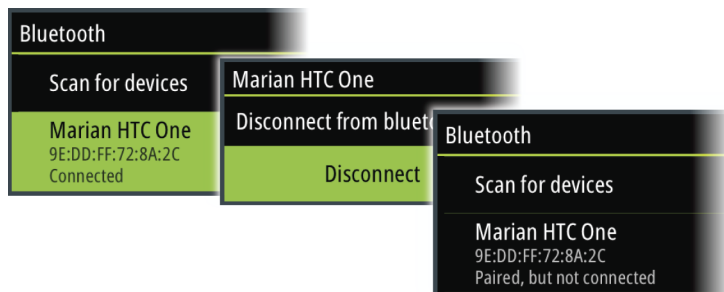 Bluetooth
Scan for devices
Marian HTC One
9E:DD:FF:72:8A:2C
Connected
Marian HTC One
Disconnect from
Disconnect
Bluetooth
Scan for devices
Marian HTC One
9E:DD:FF:72:8A:2C
Paired, but not connected